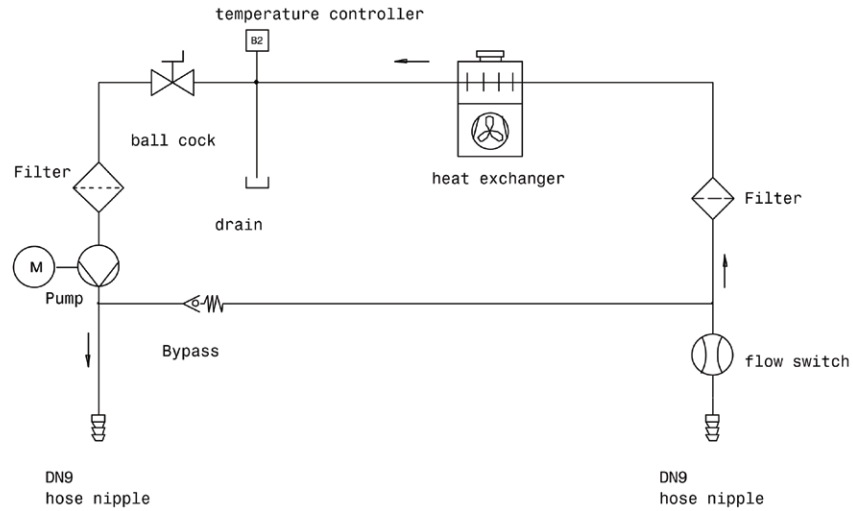 temperature controller
B2
ball cock
Filter
heat exchanger
Filter
drain
M
Pump
Bypass
flow switch
DN9
hose nipple
DN9
hose nipple